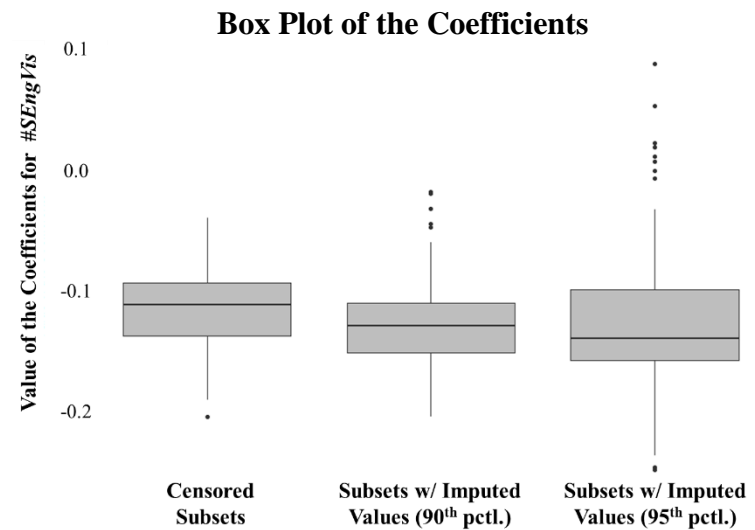 Box Plot of the Coefficients
Value of the Coefficients for #SEngVis
0.1
0.0
-0.1
-0.2
Censored
Subsets
Subsets w/ Imputed
Values (90th pctl.)
Subsets w/ Imputed
Values (95th pctl.)